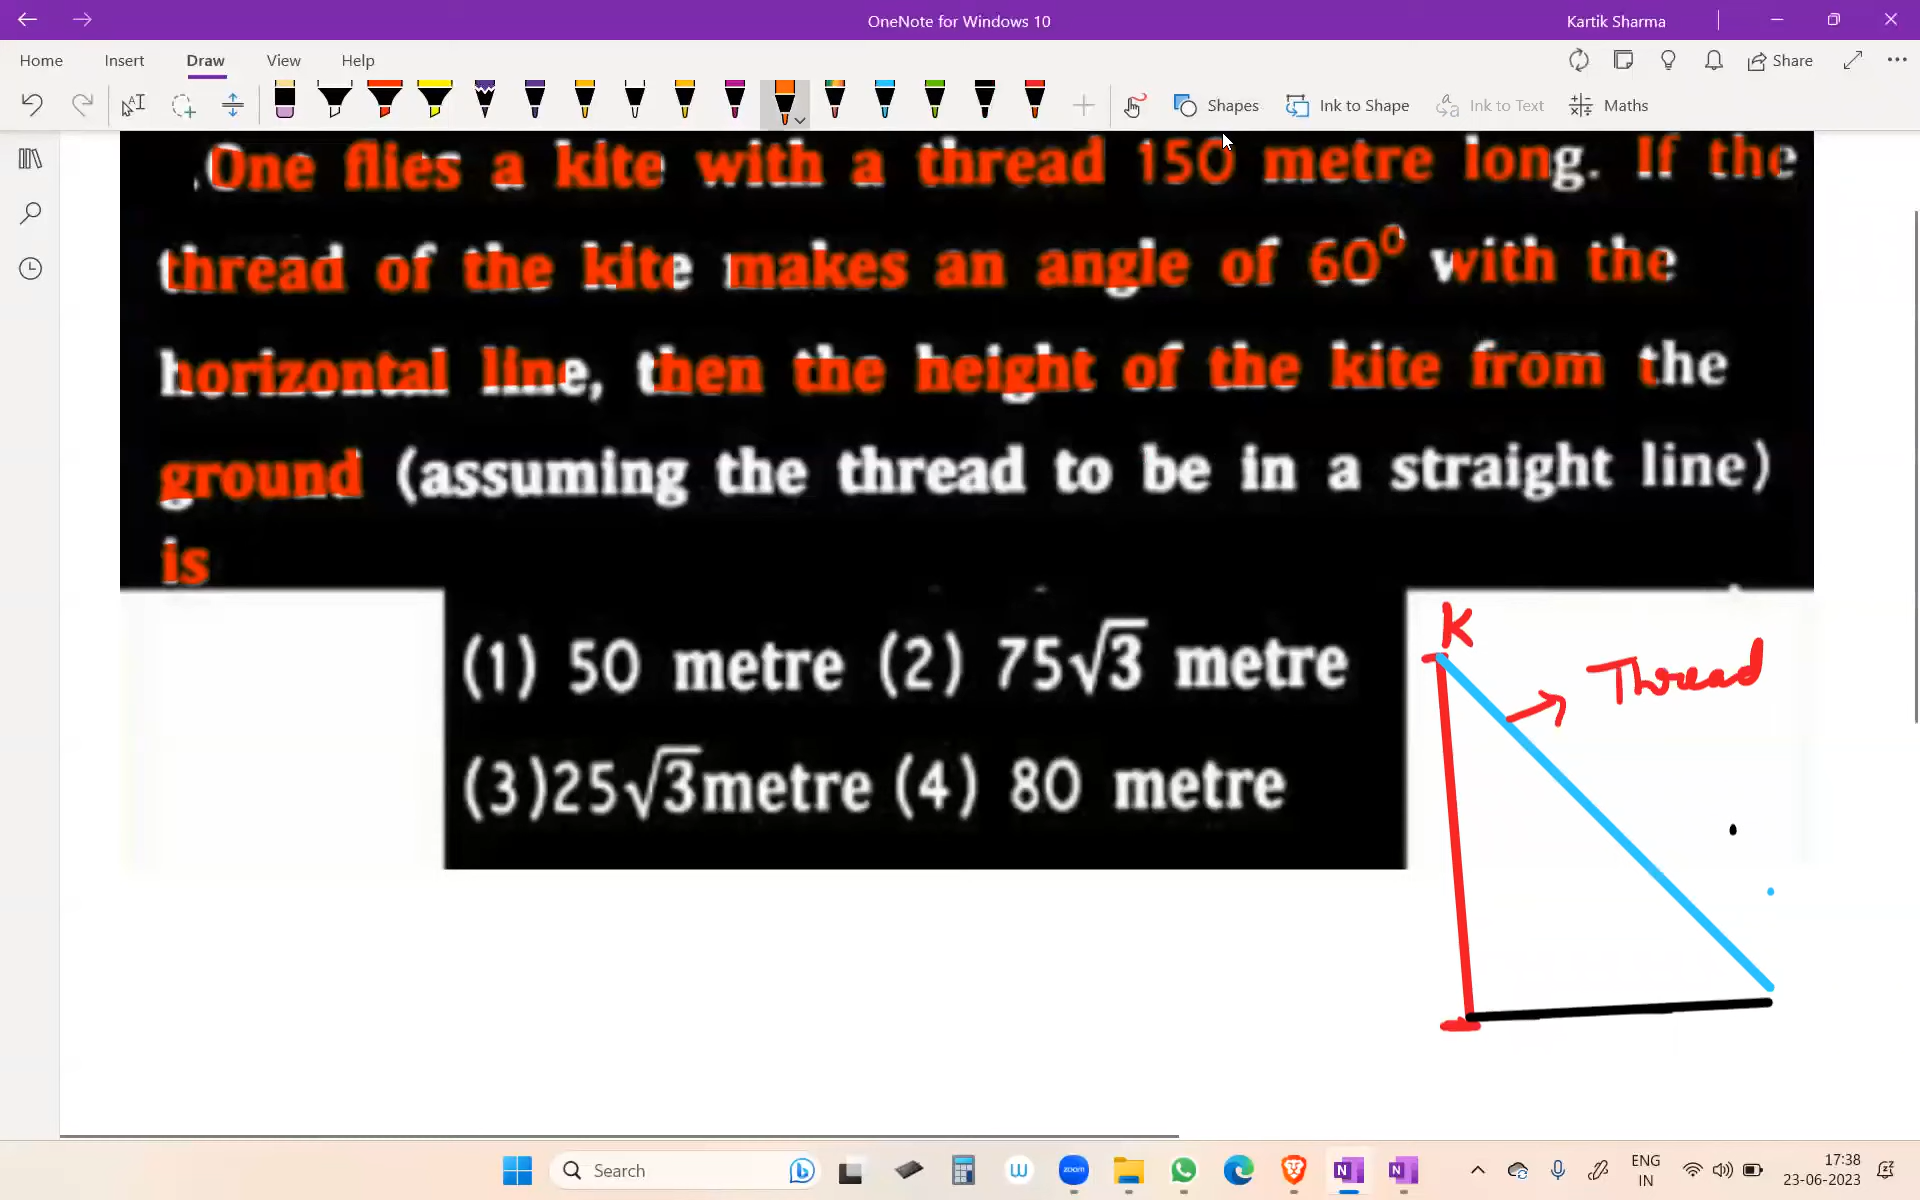 OneNote for Windows 10
Kartik Sharma
Home Insert Draw View Help
Share
Shapes Ink to Shape Ink to Text Maths
.One flies a kite with a thread 150 metre long. If the
thread of the kite makes an angle of 60⁰ with the
horizontal line, then the height of the kite from the
ground (assuming the thread to be in a straight line)
is
(1) 50 metre (2) 75√3 metre
(3)25√3metre (4) 80 metre
K
Thread
Search
zoom
ENG
IN
17:38
23-06-2023